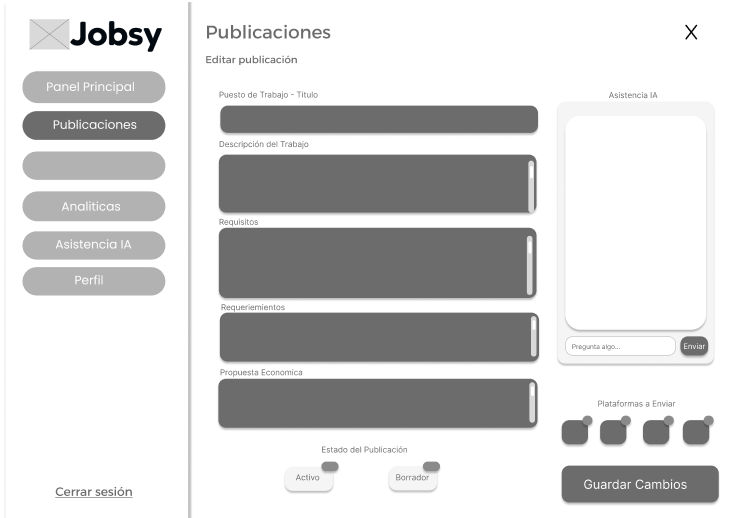 Jobsy
Panel Principal
Publicaciones
Analiticas
Asistencia IA
Perfil
Cerrar sesión
Publicaciones
X
Editar publicación
Puesto de Trabajo - Titulo
Descripción del Trabajo
Requisitos
Requeriemientos
Propuesta Economica
Estado del Publicación
Activo
Borrador
Asistencia IA
Pregunta algo...
Enviar
Plataformas a Enviar
Guardar Cambios